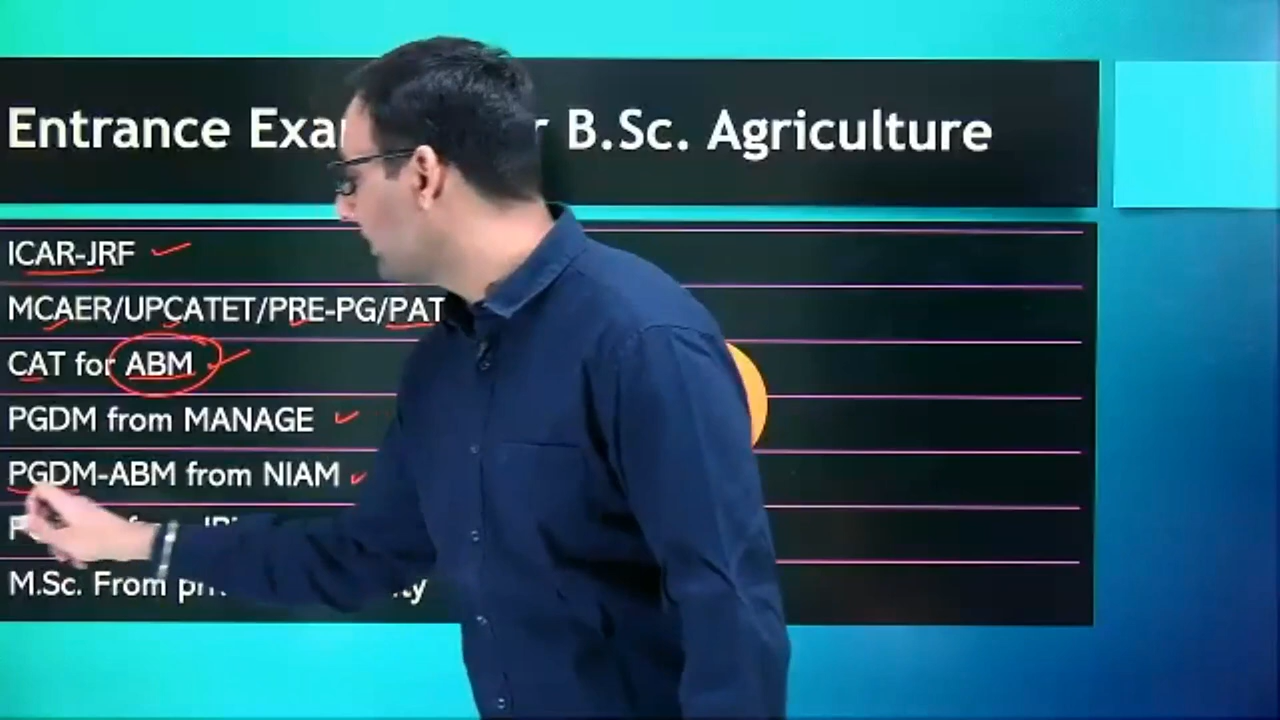 Entrance B.Sc. Agriculture
ICAR-JRF
MCAER/UPCATET/PRE-PG/PAT
CAT for ABM
PGDM from MANAGE
PGDM-ABM from NIAM
M.Sc. From